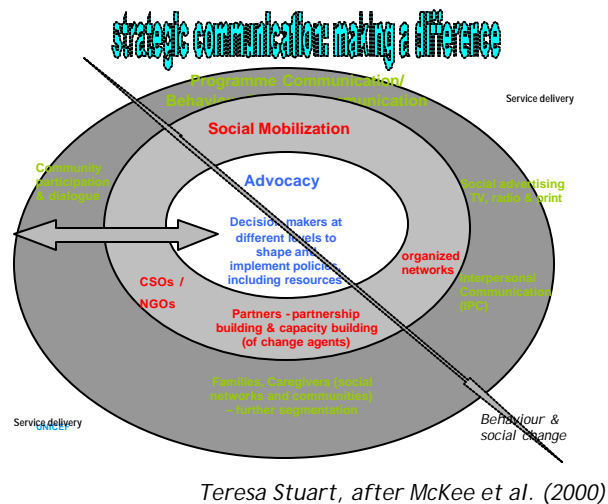 strategic communication: making a difference
Programme Communication/
Behaviou munication
Service delivery
Social Mobilization
Community
participation
& dialogue
Advocacy
Social advertising
TV, radio & print
Decision makers at
different levels to
shape and
implement policies,
including resources
organized
networks
CSOs /
NGOs
Interpersonal
Communication
(IPC)
Partners - partnership
building & capacity building
(of change agents)
Families, Caregivers (social
networks and communities)
– further segmentation
Service delivery
UNICEF
Behaviour &
social change
Teresa Stuart, after McKee et al. (2000)